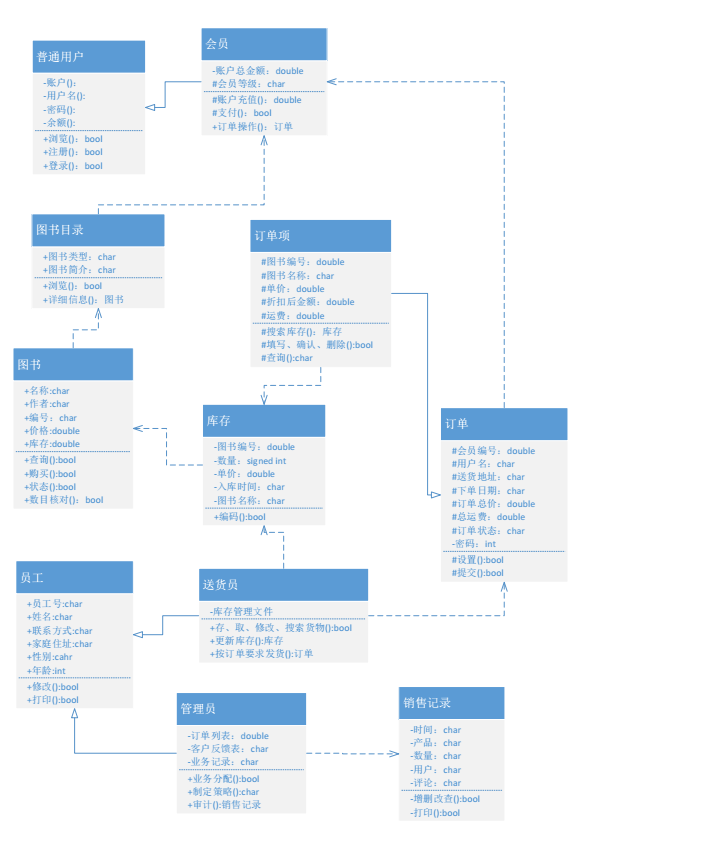 普通用户
-账户():
-用户名():
-密码():
-余额():
+浏览()：bool
+注册()：bool
+登录()：bool
会员
-账户总金额：double
#会员等级：char
#账户充值()：double
#支付()：bool
+订单操作()：订单
图书目录
+图书类型：char
+图书简介：char
+浏览()：bool
+详细信息()：图书
订单项
#图书编号：double
#图书名称：char
#单价：double
#折扣后金额：double
#运费：double
#搜索库存()：库存
#填写、确认、删除():bool
#查询():char
图书
+名称:char
+作者:char
+编号：char
+价格:double
+库存:double
+查询():bool
+购买():bool
+状态():bool
+数目核对()：bool
库存
-图书编号：double
-数量：signed int
-单价：double
-入库时间：char
-图书名称：char
+编码():bool
订单
#会员编号：double
#用户名：char
#送货地址：char
#下单日期：char
#订单总价：double
#总运费：double
#订单状态：char
-密码：int
#设置():bool
#提交():bool
员工
+员工号:char
+姓名:char
+联系方式:char
+家庭住址:char
+性别:cahr
+年龄:int
+修改():bool
+打印():bool
送货员
-库存管理文件
+存、取、修改、搜索货物():bool
+更新库存():库存
+按订单要求发货():订单
管理员
-订单列表：double
-客户反馈表：char
-业务记录：char
+业务分配():bool
+制定策略():char
+审计():销售记录
销售记录
-时间：char
-产品：char
-数量：char
-用户：char
-评论：char
-增删改查():bool
-打印():bool